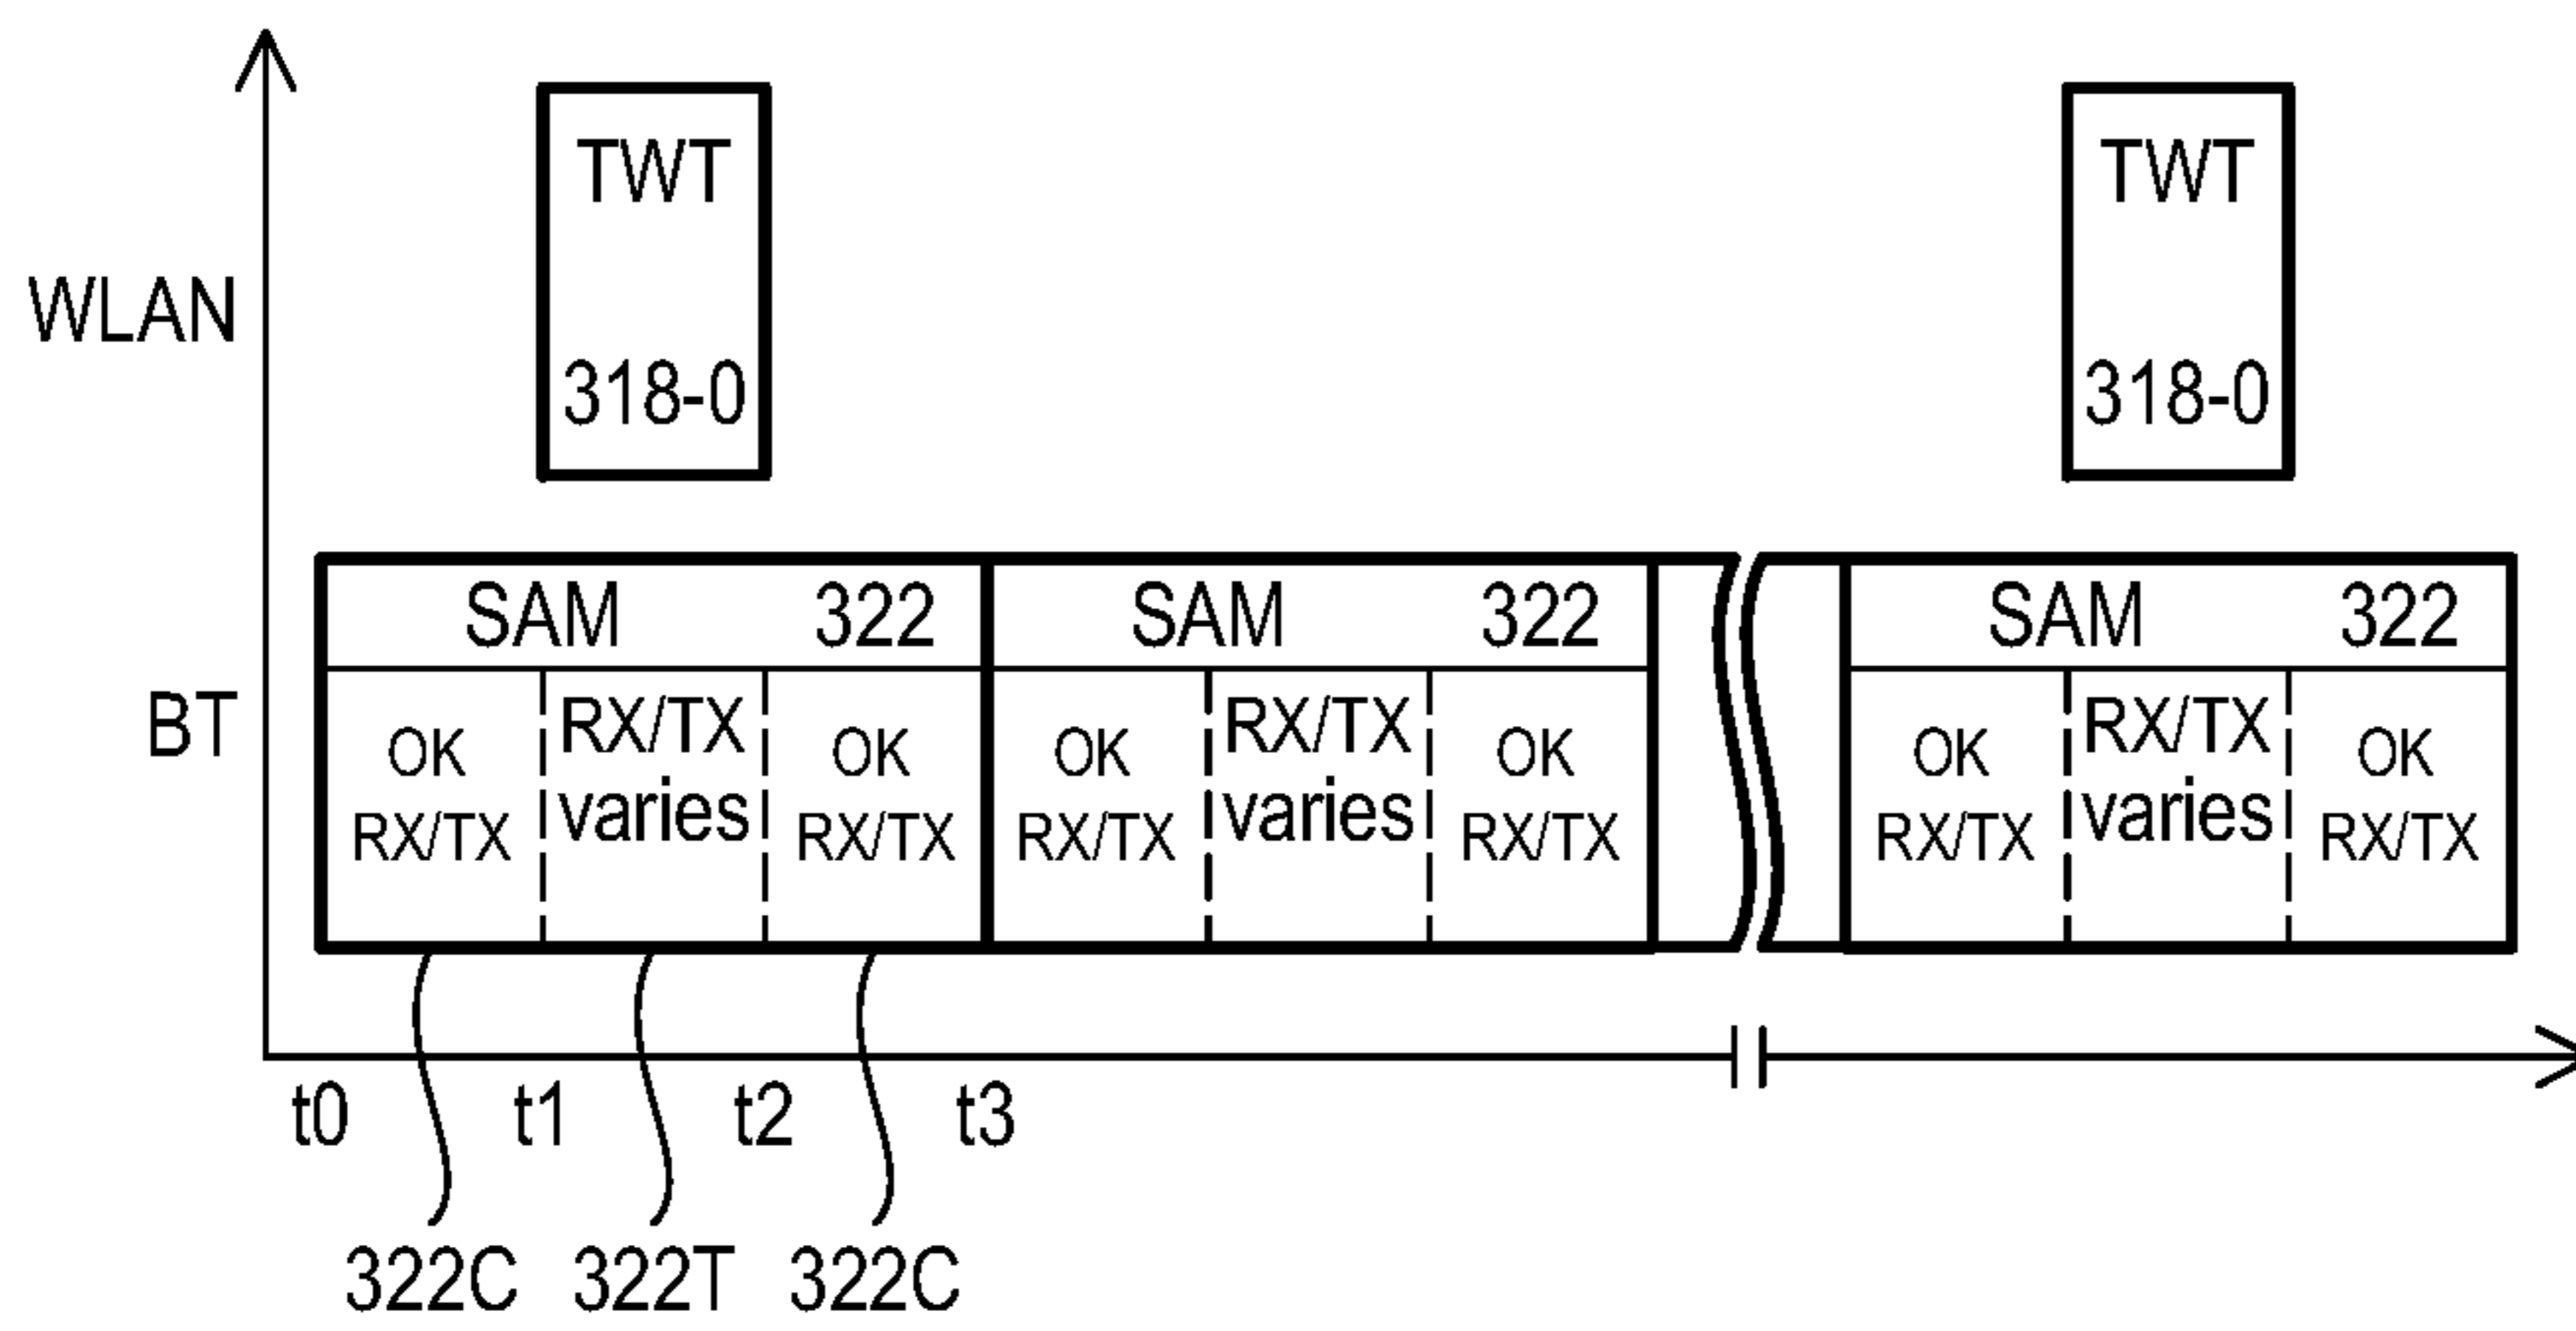 TWT TWT
WLAN
318-0 318-0
SAM 322 SAM 322 SAM 322
BT
OK RX/TX RX/TX varies OK RX/TX OK RX/TX RX/TX varies OK RX/TX OK RX/TX RX/TX varies OK RX/TX
t0 t1 t2 t3
322C 322T 322C